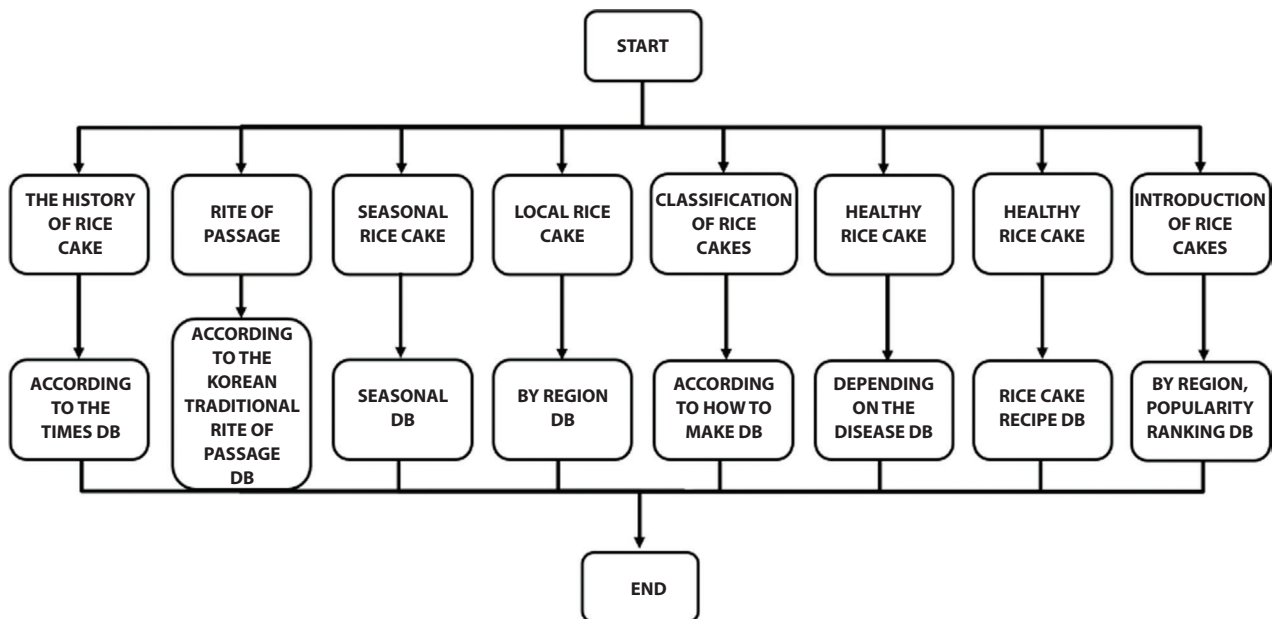 START
THE HISTORY
OF RICE
CAKE
RITE OF
PASSAGE
SEASONAL
RICE CAKE
LOCAL RICE
CAKE
CLASSIFICATION
OF RICE
CAKES
HEALTHY
RICE CAKE
HEALTHY
RICE CAKE
INTRODUCTION
OF RICE
CAKES
ACCORDING
TO THE
TIMES DB
ACCORDING
TO THE
KOREAN
TRADITIONAL
RITE OF
PASSAGE
DB
SEASONAL
DB
BY REGION
DB
ACCORDING
TO HOW TO
MAKE DB
DEPENDING
ON THE
DISEASE DB
RICE CAKE
RECIPE DB
BY REGION,
POPULARITY
RANKING DB
END